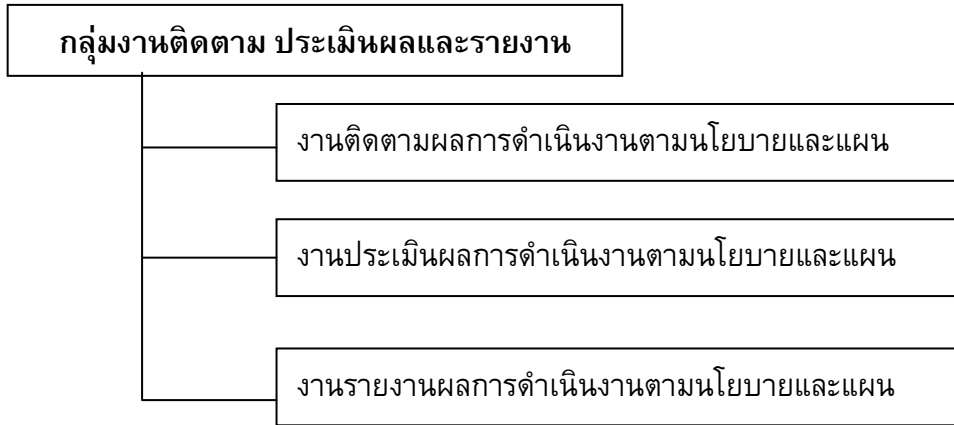 กลุ่มงานติดตาม ประเมินผลและรายงาน
งานติดตามผลการดำเนินงานตามนโยบายและแผน
งานประเมินผลการดำเนินงานตามนโยบายและแผน
งานรายงานผลการดำเนินงานตามนโยบายและแผน